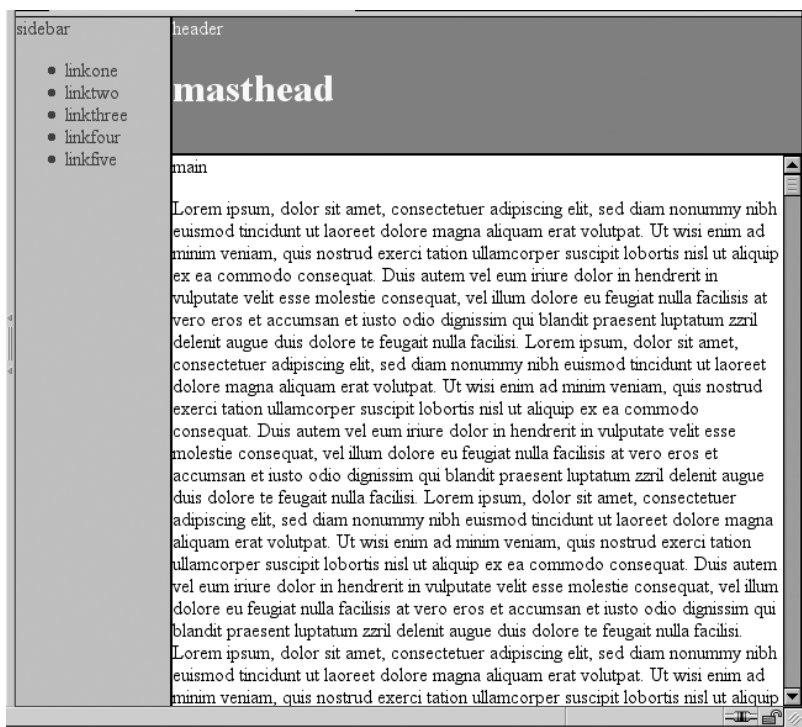 sidebar
linkone
linktwo
linkthree
linkfour
linkfive
header
masthead
main
Lorem ipsum, dolor sit amet, consectetuer adipiscing elit, sed diam nonummy nibh
euismod tincidunt ut laoreet dolore magna aliquam erat volutpat. Ut wisi enim ad
minim veniam, quis nostrud exerci tation ullamcorper suscipit lobortis nisl ut aliquip
ex ea commodo consequat. Duis autem vel eum iriure dolor in hendrerit in
vulputate velit esse molestie consequat, vel illum dolore eu feugiat nulla facilisis at
vero eros et accumsan et iusto odio dignissim qui blandit praesent luptatum zzril
delenit augue duis dolore te feugait nulla facilisi. Lorem ipsum, dolor sit amet,
consectetuer adipiscing elit, sed diam nonummy nibh euismod tincidunt ut laoreet
dolore magna aliquam erat volutpat. Ut wisi enim ad minim veniam, quis nostrud
exerci tation ullamcorper suscipit lobortis nisl ut aliquip ex ea commodo
consequat. Duis autem vel eum iriure dolor in hendrerit in vulputate velit esse
molestie consequat, vel illum dolore eu feugiat nulla facilisis at vero eros et
accumsan et iusto odio dignissim qui blandit praesent luptatum zzril delenit augue
duis dolore te feugait nulla facilisi. Lorem ipsum, dolor sit amet, consectetuer
adipiscing elit, sed diam nonummy nibh euismod tincidunt ut laoreet dolore magna
aliquam erat volutpat. Ut wisi enim ad minim veniam, quis nostrud exerci tation
ullamcorper suscipit lobortis nisl ut aliquip ex ea commodo consequat. Duis autem
vel eum iriure dolor in hendrerit in vulputate velit esse molestie consequat, vel illum
dolore eu feugiat nulla facilisis at vero eros et accumsan et iusto odio dignissim qui
blandit praesent luptatum zzril delenit augue duis dolore te feugait nulla facilisi.
Lorem ipsum, dolor sit amet, consectetuer adipiscing elit, sed diam nonummy nibh
euismod tincidunt ut laoreet dolore magna aliquam erat volutpat. Ut wisi enim ad
minim veniam, quis nostrud exerci tation ullamcorper suscipit lobortis nisl ut aliquip